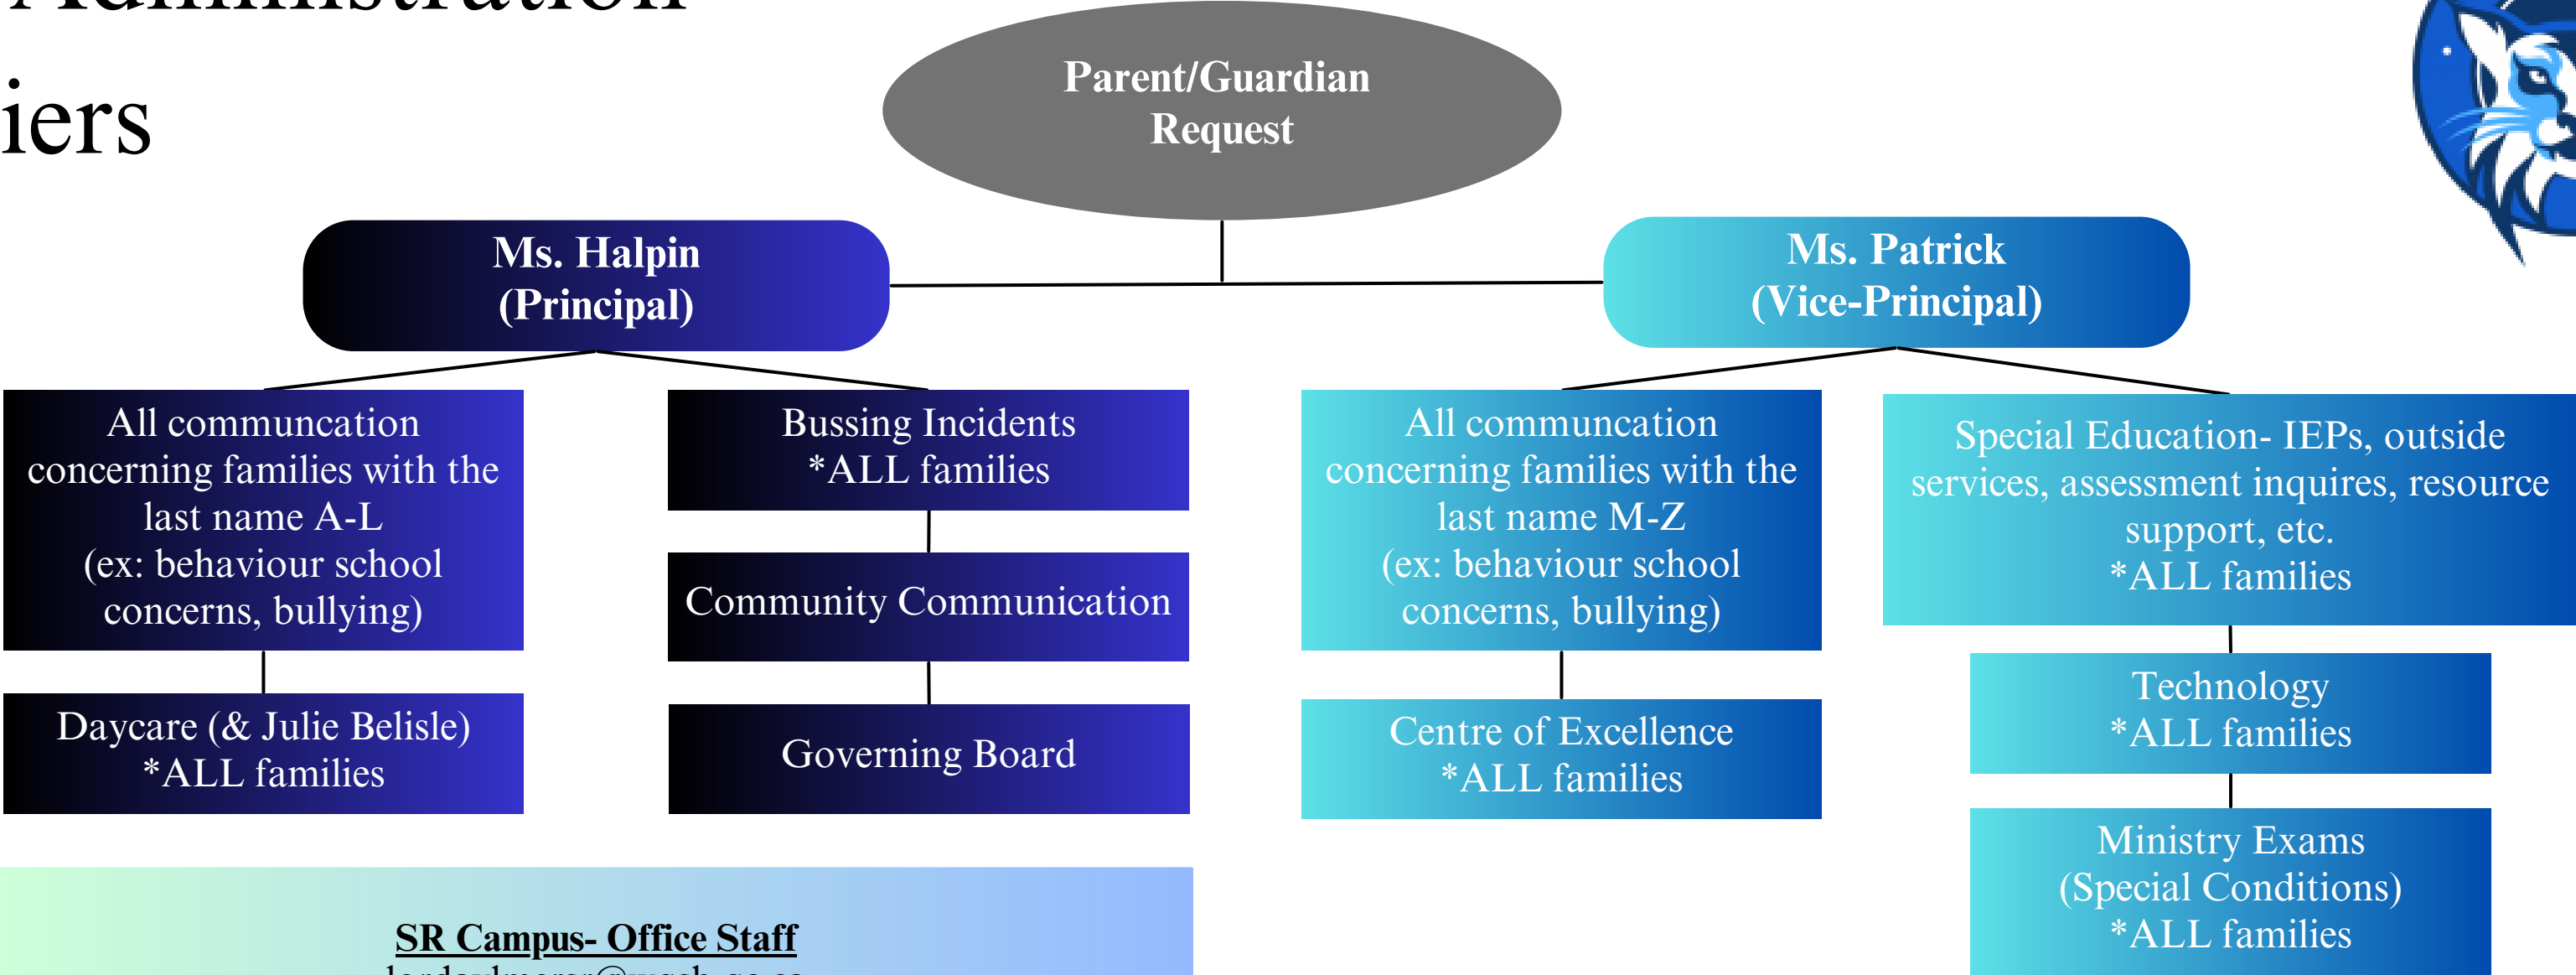 Administration
iers
Parent/Guardian
Request
Ms. Halpin
(Principal)
Ms. Patrick
(Vice-Principal)
All communcation
concerning families with the
last name A-L
(ex: behaviour school
concerns, bullying)
Daycare (& Julie Belisle)
*ALL families
Bussing Incidents
*ALL families
Community Communication
Governing Board
All communcation
concerning families with the
last name M-Z
(ex: behaviour school
concerns, bullying)
Centre of Excellence
*ALL families
Special Education- IEPs, outside
services, assessment inquires, resource
support, etc.
*ALL families
Technology
*ALL families
Ministry Exams
(Special Conditions)
*ALL families
SR Campus- Office Staff